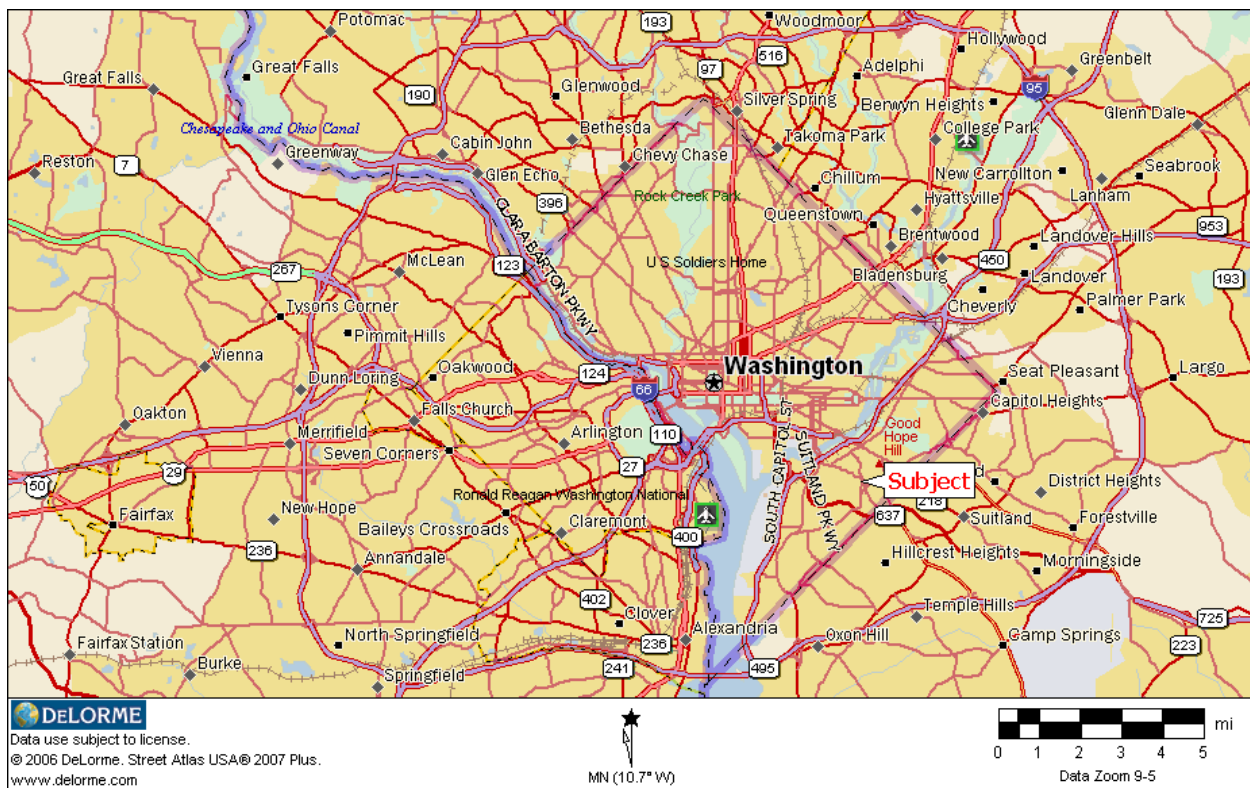 Potomac
193
Woodmoor
Hollywood
Great Falls
Great Falls
190
Glenwood
97
516
Adelphi
95
Greenbelt
Berwyn Heights
Silver Spring
Glenn Dale
Chesapeake and Ohio Canal
Bethesda
Takoma Park
College Park
Reston
7
Greenway
Cabin John
Chevy Chase
New Carrollton
Seabrook
Glen Echo
Chillum
Lanham
396
Rock Creek Park
Queenstown
Hyattsville
CLARA BARTON PKWY
Brentwood
Landover Hills
953
267
McLean
123
U S Soldiers Home
Bladensburg
450
Landover
193
Tysons Corner
Cheverly
Palmer Park
Pimmit Hills
Vienna
Washington
Dunn Loring
Oakwood
124
66
Seat Pleasant
Largo
Oakton
Falls Church
Capitol Heights
Merrifield
Arlington
110
Good
Hope
Hill
Seven Corners
29
50
27
SOUTH CAPITOL ST
SUITLAND PKWY
Subject
District Heights
Ronald Reagan Washington National
218
New Hope
Baileys Crossroads
Claremont
637
Suitland
Forestville
Fairfax
236
400
Annandale
Hillcrest Heights
Morningside
402
Clover
Temple Hills
725
Fairfax Station
North Springfield
236
Alexandria
Oxon Hill
Camp Springs
223
Burke
241
495
Springfield
DELORME
Data use subject to license.
© 2006 DeLorme. Street Atlas USA® 2007 Plus.
www.delorme.com
MN (10.7° W)
mi
0 1 2 3 4 5
Data Zoom 9-5